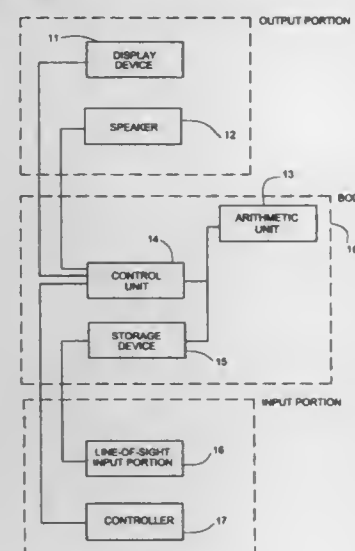 OUTPUT PORTION
11
DISPLAY
DEVICE
SPEAKER
12
13
BOD
ARITHMETIC
UNIT
10
14
CONTROL
UNIT
STORAGE
DEVICE
15
INPUT PORTION
LINE-OF-SIGHT
INPUT PORTION
16
CONTROLLER
17